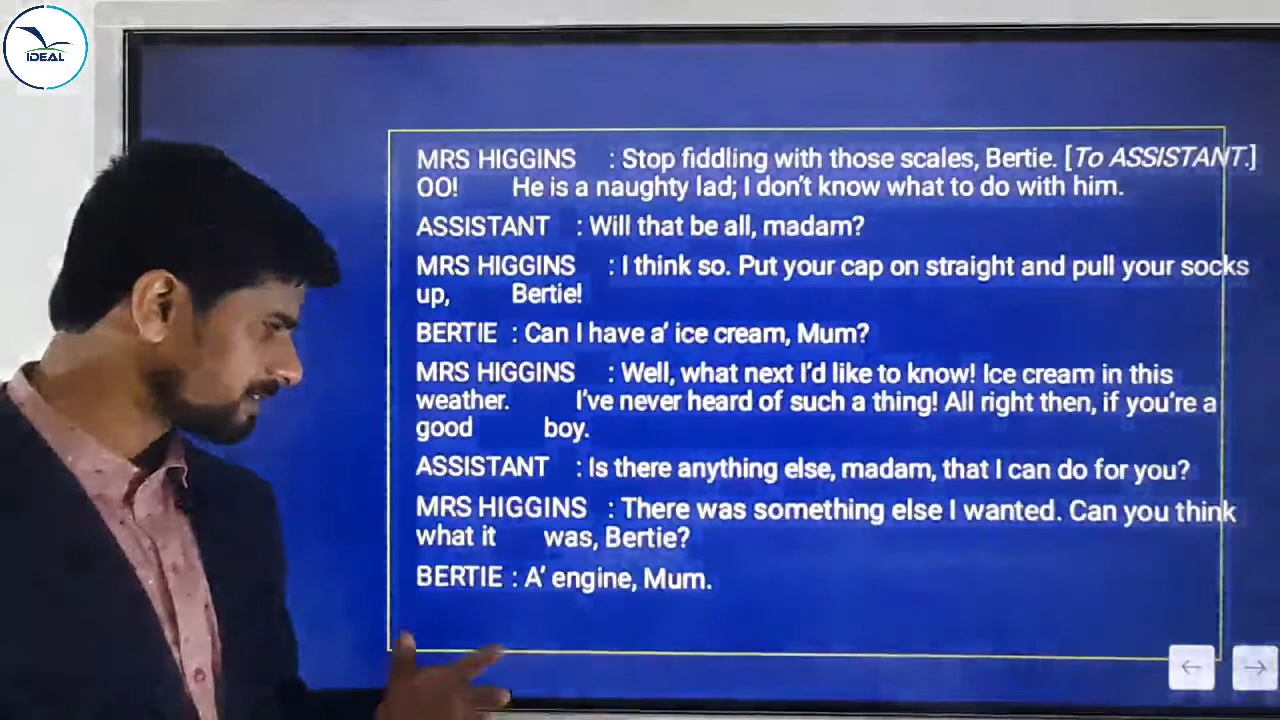 IDEAL
MRS HIGGINS : Stop fiddling with those scales, Bertie. [To ASSISTANT.]
OO! He is a naughty lad; I don’t know what to do with him.
ASSISTANT : Will that be all, madam?
MRS HIGGINS : I think so. Put your cap on straight and pull your socks
up, Bertie!
BERTIE : Can I have a’ ice cream, Mum?
MRS HIGGINS : Well, what next I’d like to know! Ice cream in this
weather. I’ve never heard of such a thing! All right then, if you’re a
good boy.
ASSISTANT : Is there anything else, madam, that I can do for you?
MRS HIGGINS : There was something else I wanted. Can you think
what it was, Bertie?
BERTIE : A’ engine, Mum.